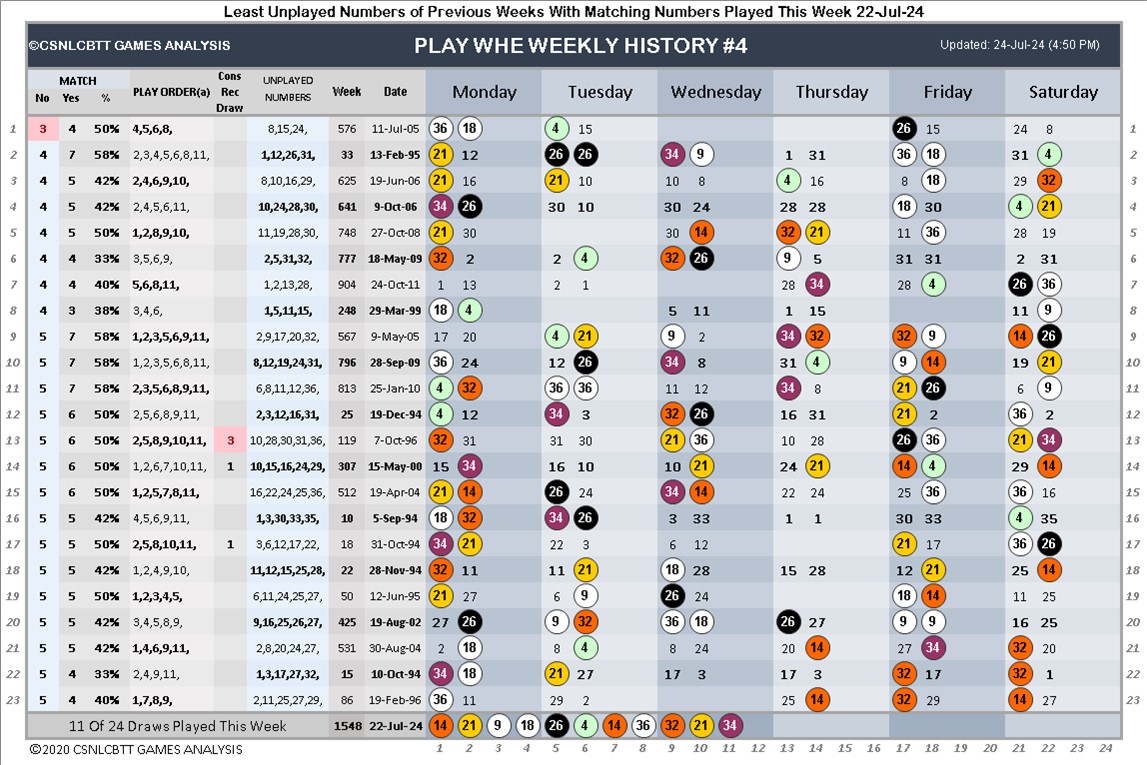 Least Unplayed Numbers of Previous Weeks With Matching Numbers Played This Week 22-Jul-24
©CSNLCBTT GAMES ANALYSIS PLAY WHE WEEKLY HISTORY #4 Updated: 24-Jul-24 (4:50 PM)
MATCH PLAY ORDER(a) Cons Rec Draw UNPLAYED NUMBERS Week Date Monday Tuesday Wednesday Thursday Friday Saturday
No Yes %
1 3 4 50% 4,5,6,8, 8,15,24, 576 11-Jul-05 36 18 4 15 26 15 24 8 1
2 4 7 58% 2,3,4,5,6,8,11, 1,12,26,31, 33 13-Feb-95 21 12 26 26 34 9 1 31 36 18 31 4 2
3 4 5 42% 2,4,6,9,10, 8,10,16,29, 625 19-Jun-06 21 16 21 10 10 8 4 16 8 18 29 32 3
4 4 5 42% 2,4,5,6,11, 10,24,28,30, 641 9-Oct-06 34 26 30 10 30 24 28 28 18 30 4 21 4
5 4 5 50% 1,2,8,9,10, 11,19,28,30, 748 27-Oct-08 21 30 30 14 32 21 11 36 28 19 5
6 4 4 33% 3,5,6,9, 2,5,31,32, 777 18-May-09 32 2 2 4 32 26 9 5 31 31 2 31 6
7 4 4 40% 5,6,8,11, 1,2,13,28, 904 24-Oct-11 1 13 2 1 28 34 28 4 26 36 7
8 4 3 38% 3,4,6, 1,5,11,15, 248 29-Mar-99 18 4 5 11 1 15 11 9 8
9 5 7 58% 1,2,3,5,6,9,11, 2,9,17,20,32, 567 9-May-05 17 20 4 21 9 2 34 32 32 9 14 26 9
10 5 7 58% 1,2,3,5,6,8,11, 8,12,19,24,31, 796 28-Sep-09 36 24 12 26 34 8 31 4 9 14 19 21 10
11 5 7 58% 2,3,5,6,8,9,11, 6,8,11,12,36, 813 25-Jan-10 4 32 36 36 11 12 34 8 21 26 6 9 11
12 5 6 50% 2,5,6,8,9,11, 2,3,12,16,31, 25 19-Dec-94 4 12 34 3 32 26 16 31 21 2 36 2 12
13 5 6 50% 2,5,8,9,10,11, 3 10,28,30,31,36, 119 7-Oct-96 32 31 31 30 21 36 10 28 26 36 21 34 13
14 5 6 50% 1,2,6,7,10,11, 1 10,15,16,24,29, 307 15-May-00 15 34 16 10 10 21 24 21 14 4 29 14 14
15 5 6 50% 1,2,5,7,8,11, 16,22,24,25,36, 512 19-Apr-04 21 14 26 24 34 14 22 24 25 36 36 16 15
16 5 5 42% 4,5,6,9,11, 1,3,30,33,35, 10 5-Sep-94 18 32 34 26 3 33 1 1 30 33 4 35 16
17 5 5 50% 2,5,8,10,11, 1 3,6,12,17,22, 18 31-Oct-94 34 21 22 3 6 12 21 17 36 26 17
18 5 5 42% 1,2,4,9,10, 11,12,15,25,28, 22 28-Nov-94 32 11 11 21 18 28 15 28 12 21 25 14 18
19 5 5 50% 1,2,3,4,5, 6,11,24,25,27, 50 12-Jun-95 21 27 6 9 26 24 18 14 11 25 19
20 5 5 42% 3,4,5,8,9, 9,16,25,26,27, 425 19-Aug-02 27 26 9 32 36 18 26 27 9 9 16 25 20
21 5 5 42% 1,4,6,9,11, 2,8,20,24,27, 531 30-Aug-04 2 18 8 4 8 24 20 14 27 34 32 20 21
22 5 4 33% 2,4,9,11, 1,3,17,27,32, 15 10-Oct-94 34 18 21 27 17 3 17 3 32 17 32 1 22
23 5 4 40% 1,7,8,9, 2,11,25,27,29, 86 19-Feb-96 36 11 29 2 25 14 32 29 14 27 23
11 Of 24 Draws Played This Week 1548 22-Jul-24 14 21 9 18 26 4 14 36 32 21 34
©2020 CSNLCBTT GAMES ANALYSIS 1 2 3 4 5 6 7 8 9 10 11 12 13 14 15 16 17 18 19 20 21 22 23 24